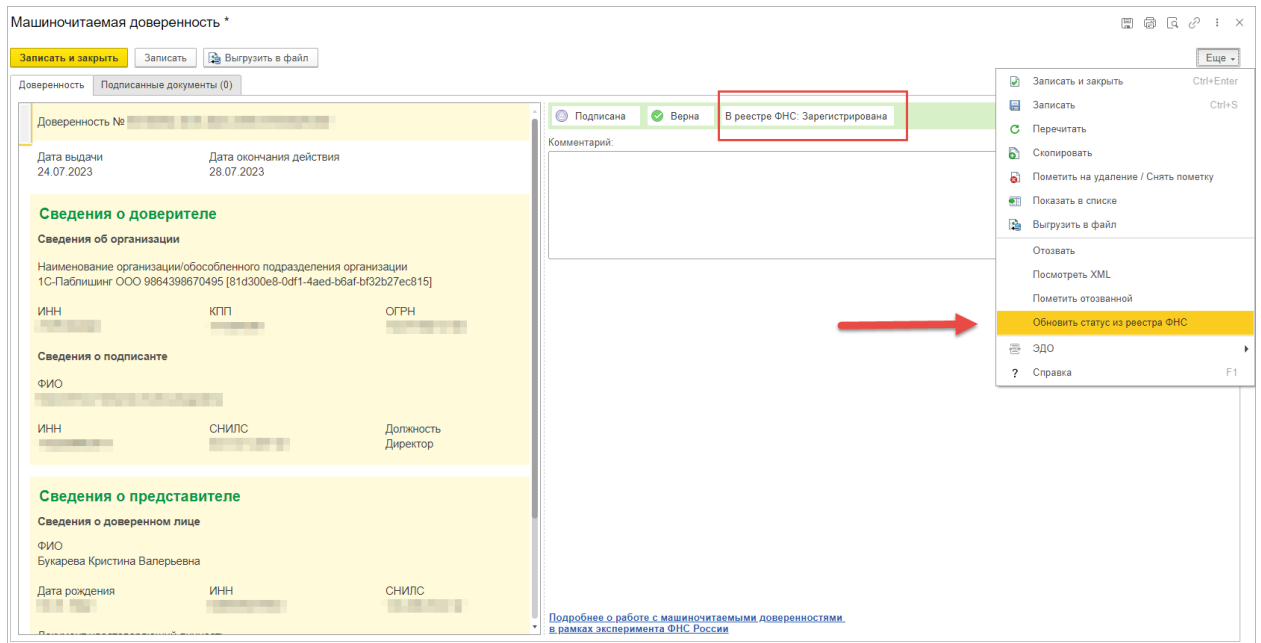 Машиночитаемая доверенность *
Записать и закрыть Записать Выгрузить в файл Еще
Доверенность Подписанные документы (0)
Доверенность №
Дата выдачи Дата окончания действия
24.07.2023 28.07.2023
Сведения о доверителе
Сведения об организации
Наименование организации/обособленного подразделения организации
1С-Паблишинг ООО 9864398670495 [81d300e8-0df1-4aed-b6af-bf32b27ec815]
ИНН КПП ОГРН
Сведения о подписанте
ФИО
ИНН СНИЛС Должность
Директор
Сведения о представителе
Сведения о доверенном лице
ФИО
Букарева Кристина Валерьевна
Дата рождения ИНН СНИЛС
Подписана Верна В реестре ФНС: Зарегистрирована
Комментарий:
Подробнее о работе с машиночитаемыми доверенностями
в рамках эксперимента ФНС России
Записать и закрыть Ctrl+Enter
Записать Ctrl+S
Перечитать
Скопировать
Пометить на удаление / Снять пометку
Показать в списке
Выгрузить в файл
Отозвать
Посмотреть XML
Пометить отозванной
Обновить статус из реестра ФНС
ЭДО
? Справка F1